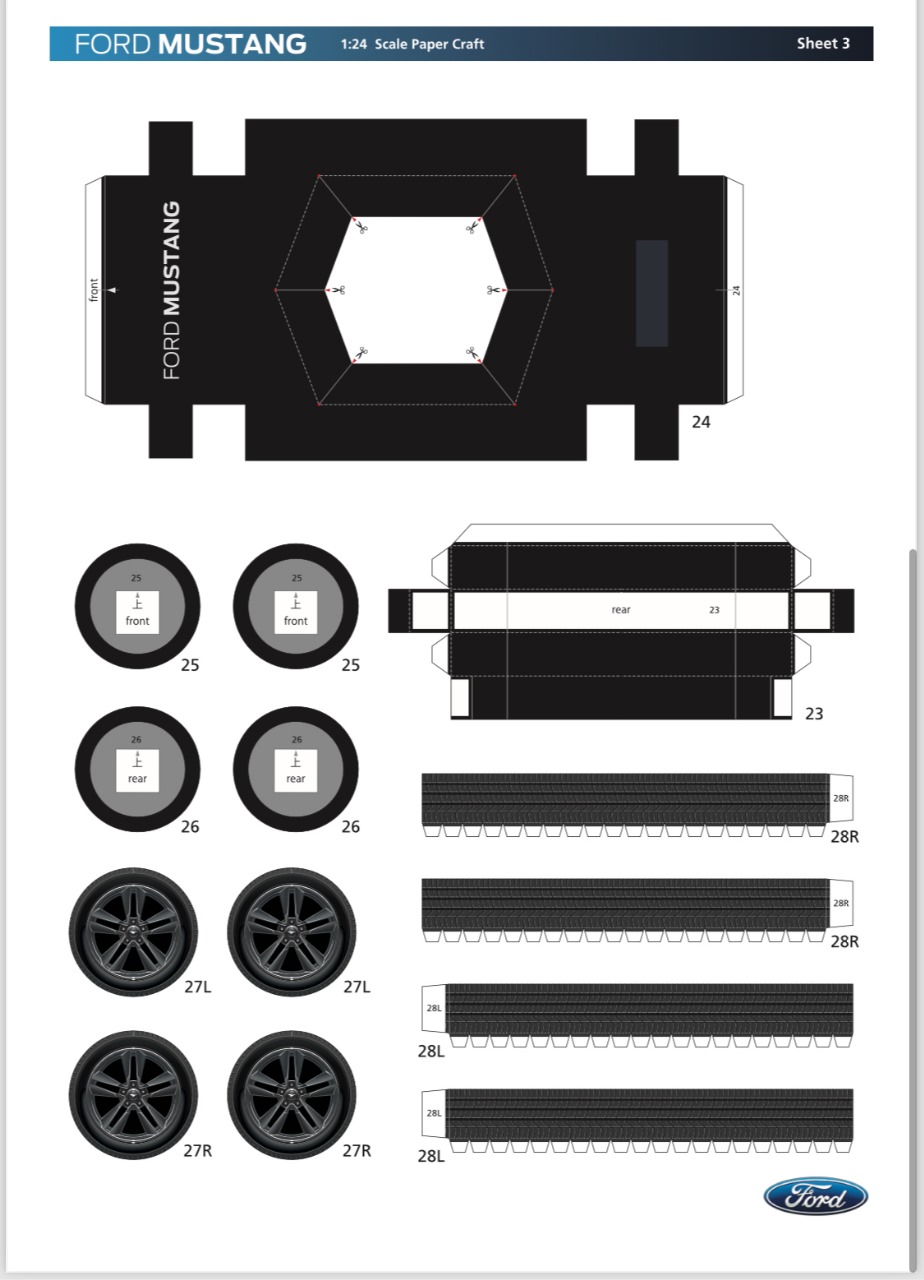 FORD MUSTANG 1:24 Scale Paper Craft Sheet 3
front
FORD MUSTANG
24
24
25
上
front
25
25
上
front
25
rear 23
23
26
上
rear
26
26
上
rear
26
28R
28R
28R
28R
27L
27L
28L
28L
27R
27R
28L
28L
Ford